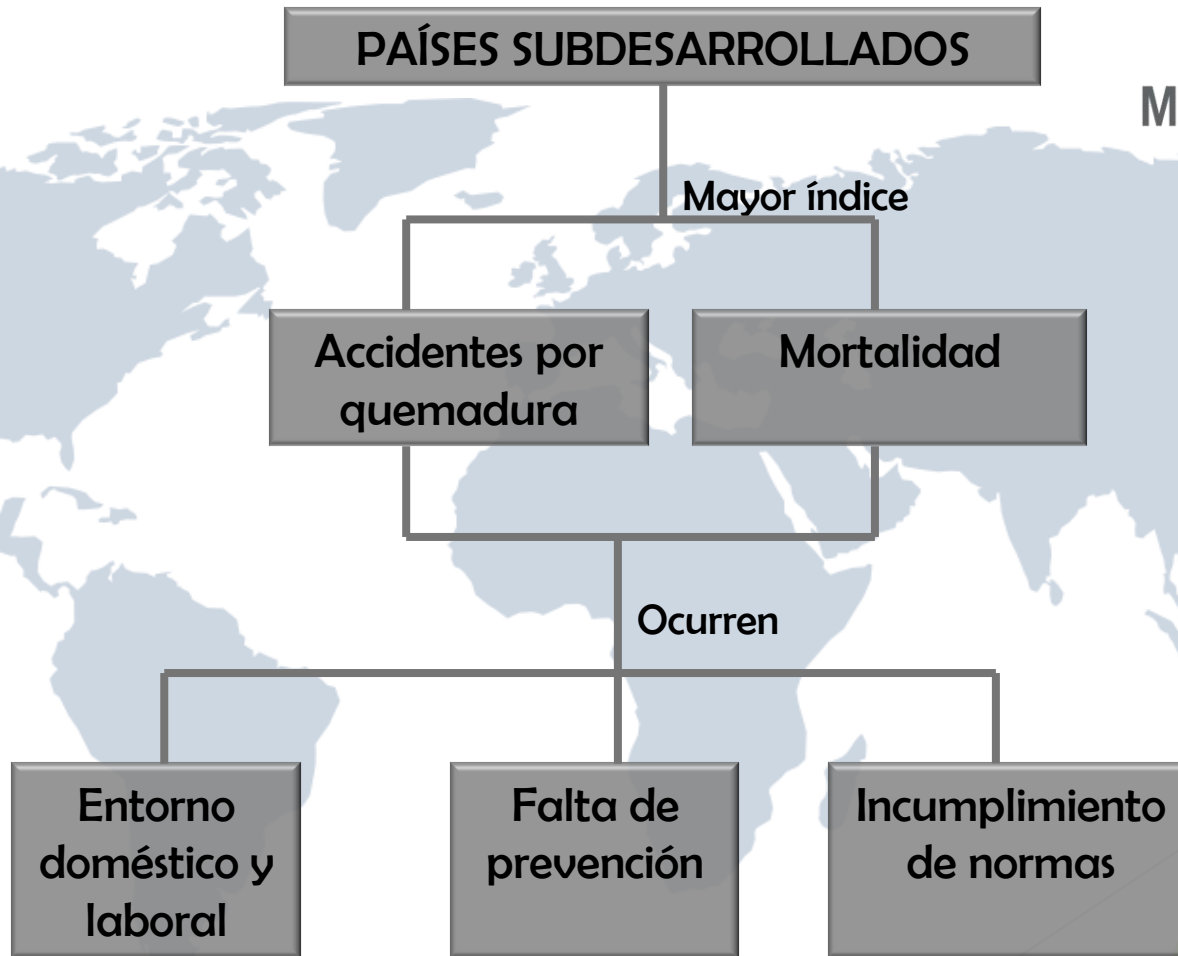 PAÍSES SUBDESARROLLADOS
M
Mayor índice
Accidentes por
quemadura
Mortalidad
Ocurren
Entorno
doméstico y
laboral
Falta de
prevención
Incumplimiento
de normas